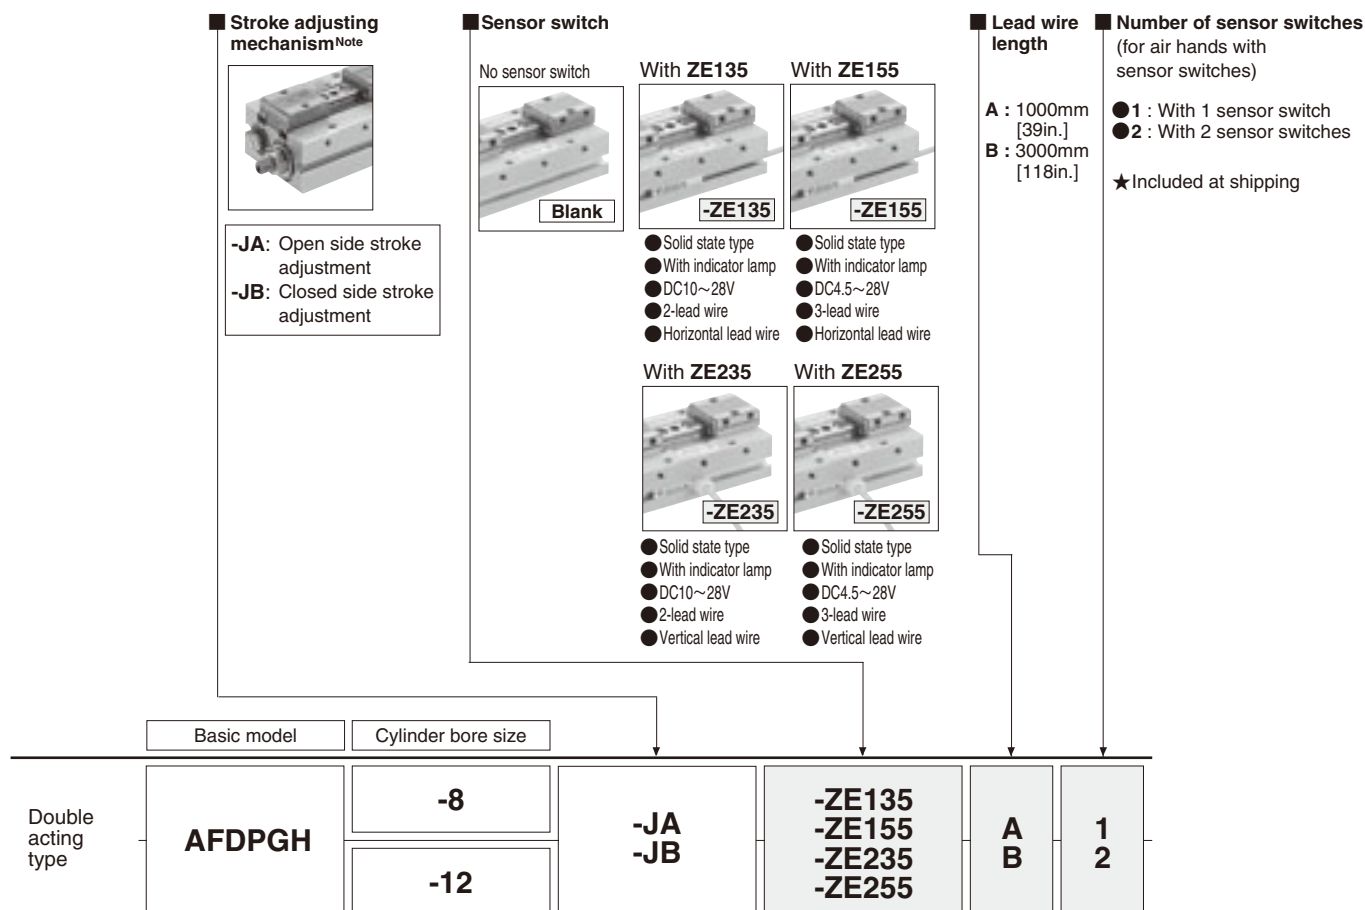 ■ Stroke adjusting
mechanismNote
-JA: Open side stroke
adjustment
-JB: Closed side stroke
adjustment
■ Sensor switch
No sensor switch
Blank
With ZE135
-ZE135
●Solid state type
●With indicator lamp
●DC10～28V
●2-lead wire
●Horizontal lead wire
With ZE155
-ZE155
●Solid state type
●With indicator lamp
●DC4.5～28V
●3-lead wire
●Horizontal lead wire
With ZE235
-ZE235
●Solid state type
●With indicator lamp
●DC10～28V
●2-lead wire
●Vertical lead wire
With ZE255
-ZE255
●Solid state type
●With indicator lamp
●DC4.5～28V
●3-lead wire
●Vertical lead wire
■ Lead wire
length
A : 1000mm
[39in.]
B : 3000mm
[118in.]
■ Number of sensor switches
(for air hands with
sensor switches)
●1 : With 1 sensor switch
●2 : With 2 sensor switches
★Included at shipping
Basic model
Cylinder bore size
Double
acting
type
AFDPGH
-8
-12
-JA
-JB
-ZE135
-ZE155
-ZE235
-ZE255
A
B
1
2